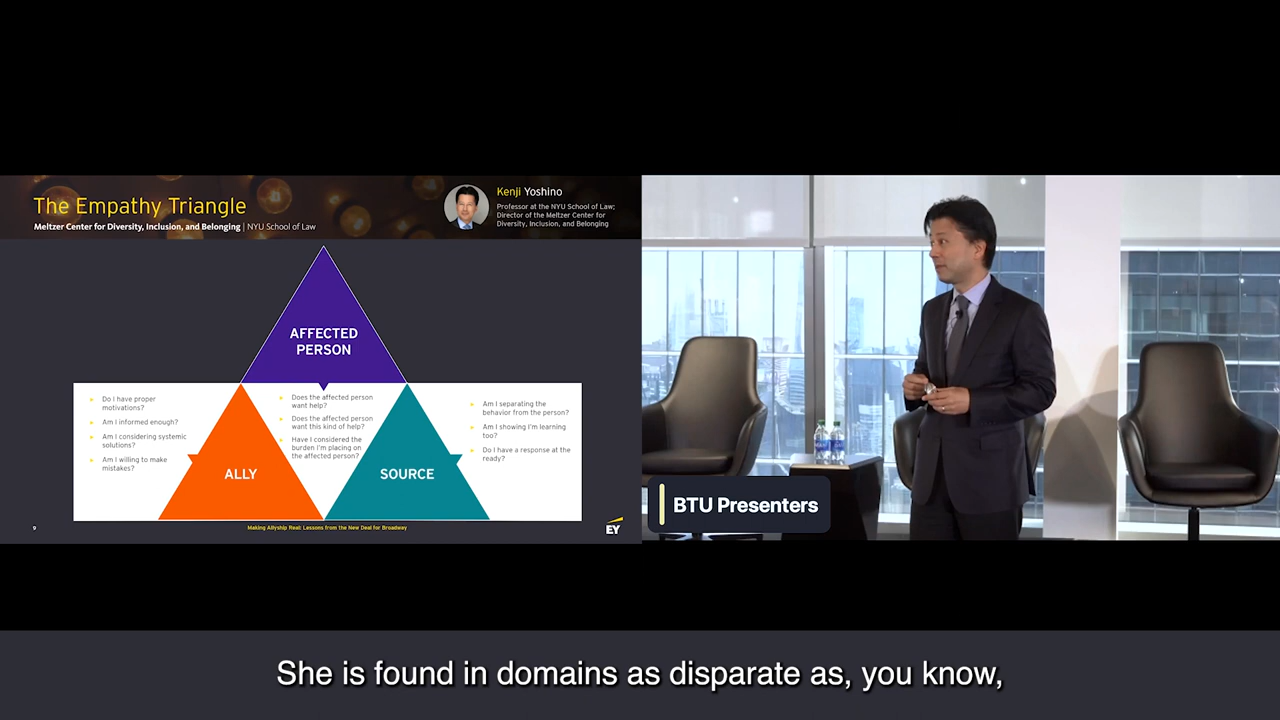 The Empathy Triangle
Meltzer Center for Diversity, Inclusion, and Belonging | NYU School of Law
Kenji Yoshino
Professor at the NYU School of Law;
Director of the Meltzer Center for
Diversity, Inclusion, and Belonging
AFFECTED
PERSON
Do I have proper
motivations?
Am I informed enough?
Am I considering systemic
solutions?
Am I willing to make
mistakes?
Does the affected person
want help?
Does the affected person
want this kind of help?
Have I considered the
burden I'm placing on
the affected person?
Am I separating the
behavior from the person?
Am I showing I'm learning
too?
Do I have a response at the
ready?
ALLY
SOURCE
9
Making Allyship Real: Lessons from the New Deal for Broadway
EY
BTU Presenters
She is found in domains as disparate as, you know,